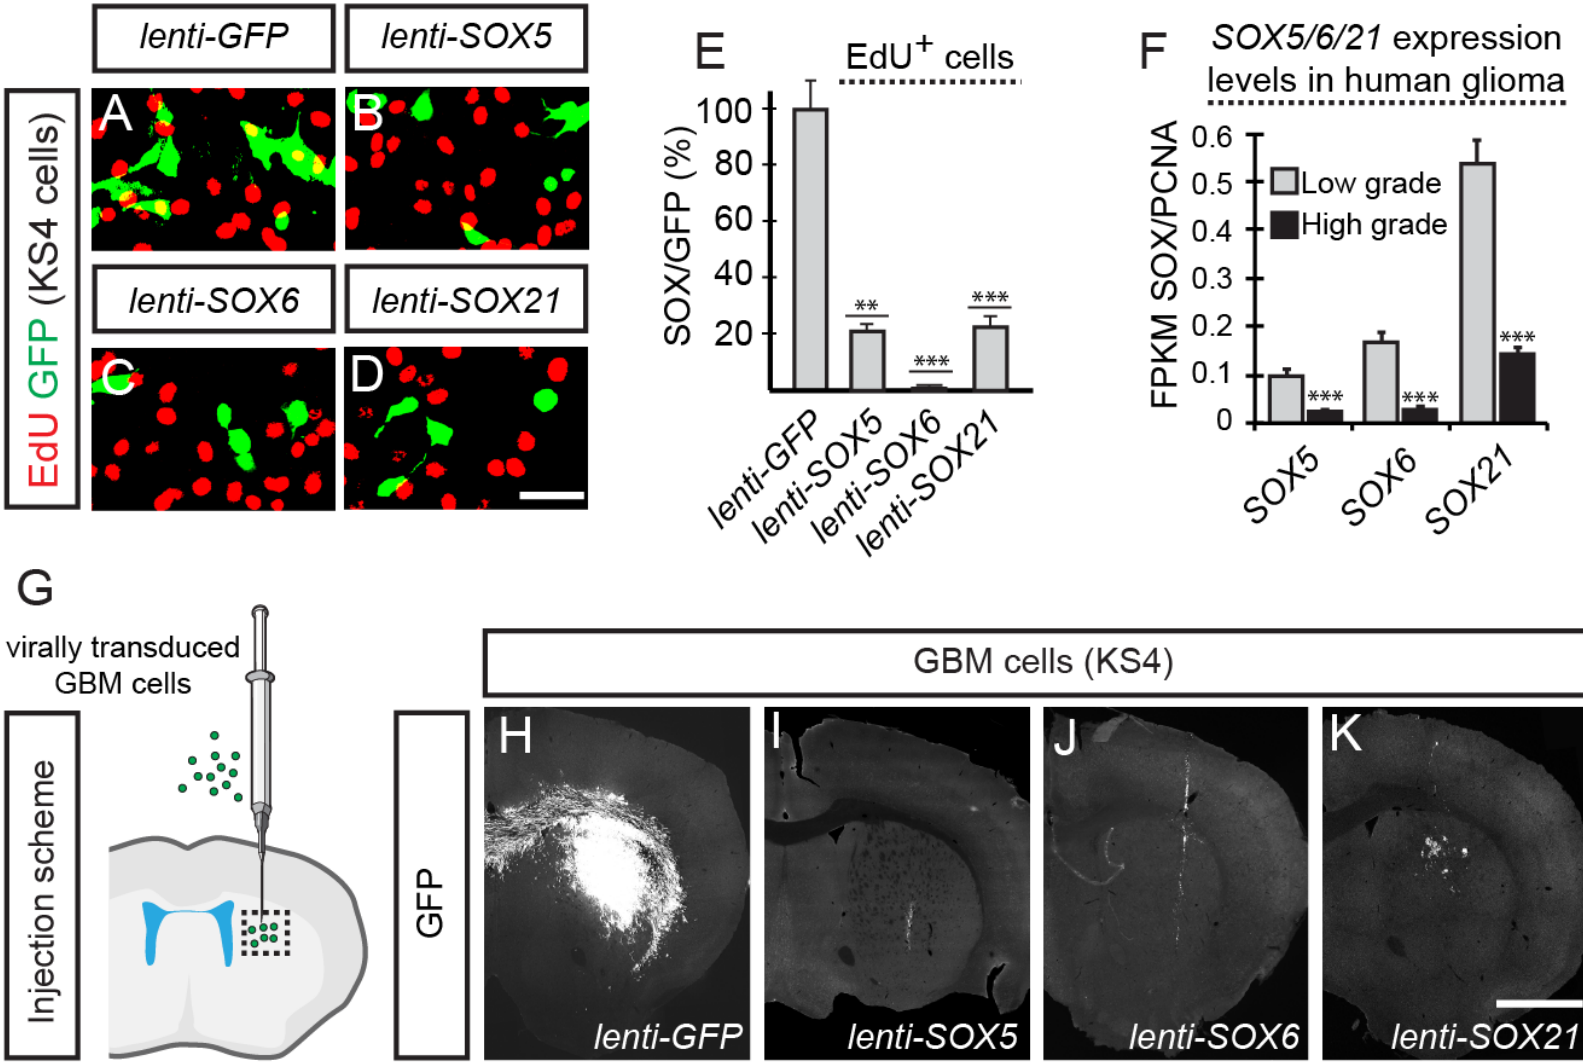 lenti-GFP
lenti-SOX5
A
B
EdU GFP (KS4 cells)
lenti-SOX6
lenti-SOX21
C
D
E
EdU+ cells
SOX/GFP (%)
100
80
60
40
20
**
***
***
lenti-GFP
lenti-SOX5
lenti-SOX6
lenti-SOX21
F
SOX5/6/21 expression
levels in human glioma
FPKM SOX/PCNA
0.6
0.5
0.4
0.3
0.2
0.1
0
Low grade
High grade
***
***
***
SOX5
SOX6
SOX21
G
virally transduced
GBM cells
Injection scheme
GBM cells (KS4)
GFP
H
I
J
K
lenti-GFP
lenti-SOX5
lenti-SOX6
lenti-SOX21